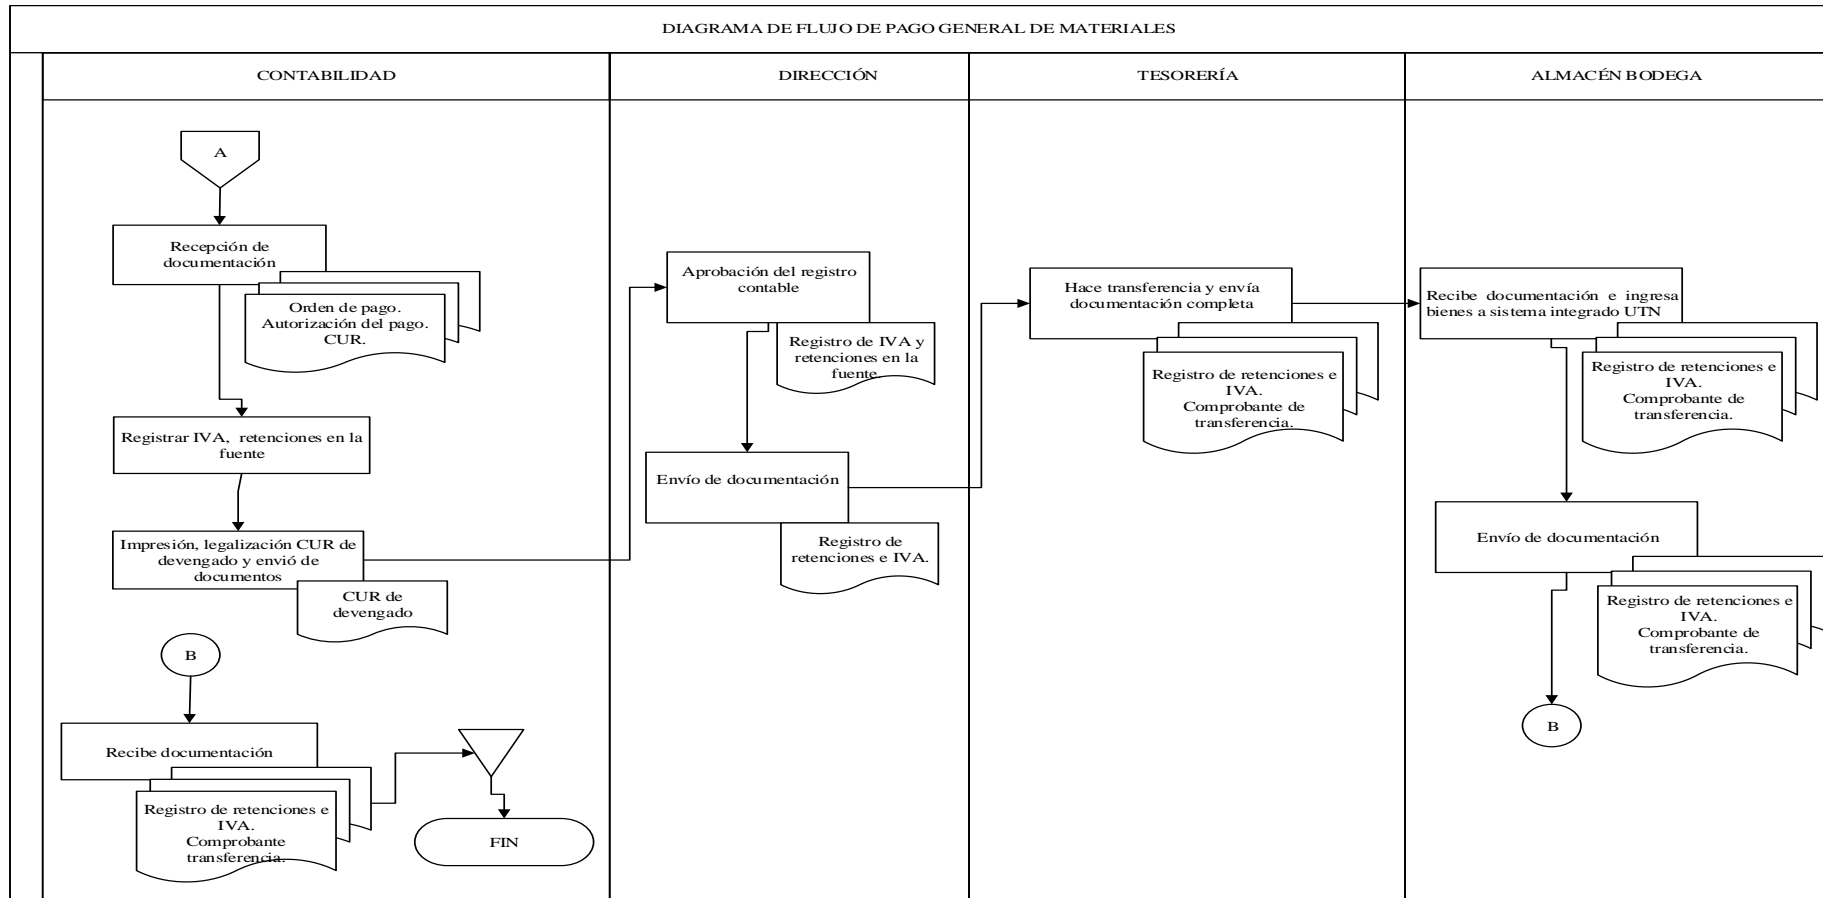 DIAGRAMA DE FLUJO DE PAGO GENERAL DE MATERIALES
CONTABILIDAD
DIRECCIÓN
TESORERÍA
ALMACÉN BODEGA
A
Recepción de
documentación
Orden de pago.
Autorización del pago.
CUR.
Registrar IVA, retenciones en la
fuente
Impresión, legalización CUR de
devengado y envió de
documentos
CUR de
devengado
B
Recibe documentación
Registro de retenciones e
IVA.
Comprobante
transferencia.
FIN
Aprobación del registro
contable
Registro de IVA y
retenciones en la
fuente.
Envío de documentación
Registro de
retenciones e IVA.
Hace transferencia y envía
documentación completa
Registro de retenciones e
IVA.
Comprobante de
transferencia.
Recibe documentación e ingresa
bienes a sistema integrado UTN
Registro de retenciones e
IVA.
Comprobante de
transferencia.
Envío de documentación
Registro de retenciones e
IVA.
Comprobante de
transferencia.
B